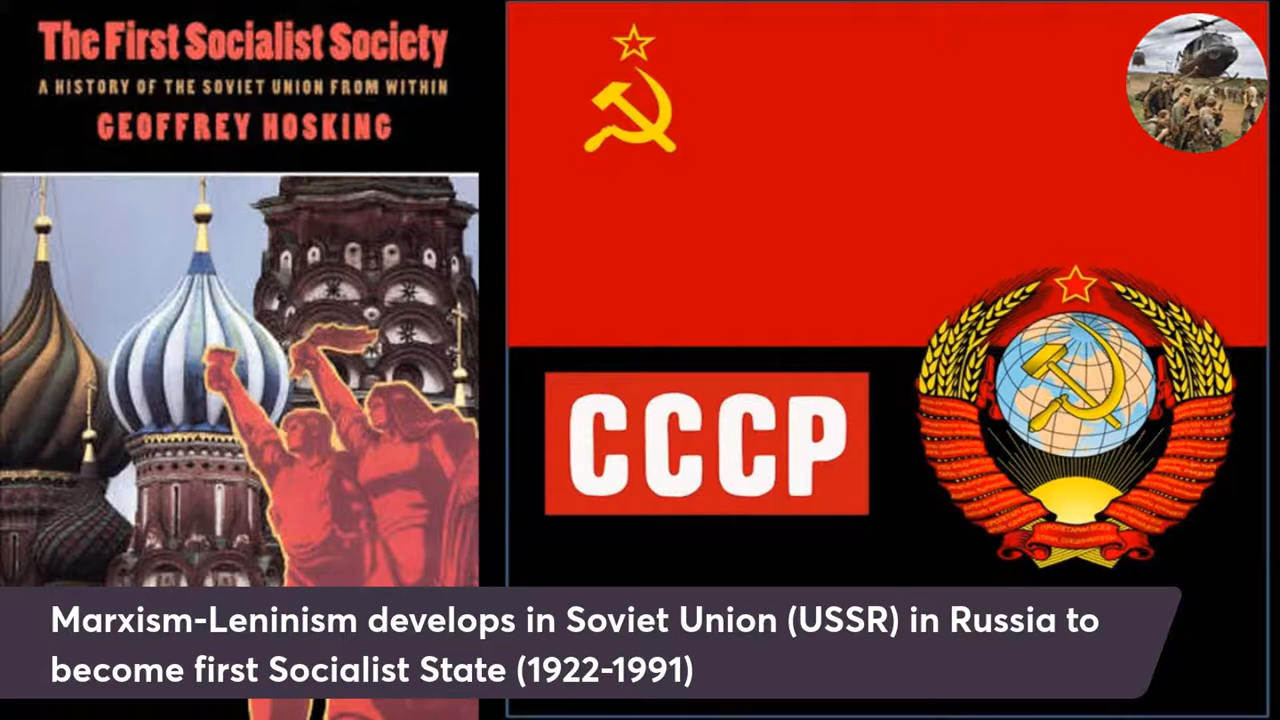 The First Socialist Society
A HISTORY OF THE SOVIET UNION FROM WITHIN
GEOFFREY HOSKING
СССР
Marxism-Leninism develops in Soviet Union (USSR) in Russia to
become first Socialist State (1922-1991)